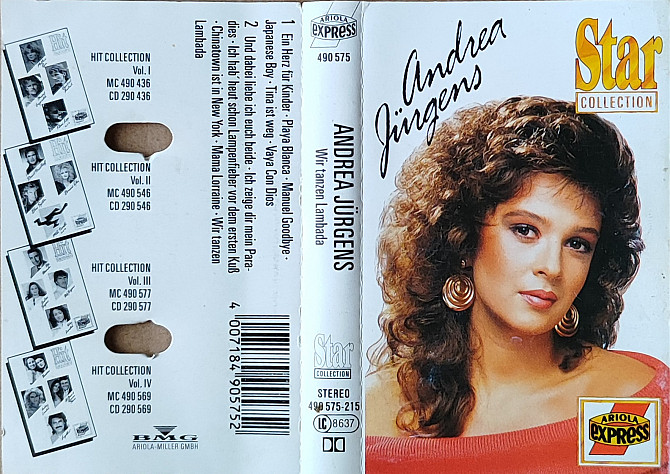 HIT COLLECTION
Vol. I
MC 490 436
CD 290 436
HIT COLLECTION
Vol. II
MC 490 546
CD 290 546
HIT COLLECTION
Vol. III
MC 490 577
CD 290 577
HIT COLLECTION
Vol. IV
MC 490 569
CD 290 569
BMG
ARIOLA-MILLER GMBH
1 Ein Herz für Kinder · Playa Blanca · Manuel Goodbye ·
Japanese Boy · Tina ist weg · Vaya Con Dios
2 Und dabei liebe ich euch beide · Ich zeige dir mein Para-
dies · Ich hab' heut' schon Lampenfieber vor dem ersten Kuß
· Chinatown ist in New York · Mama Lorraine · Wir tanzen
Lambada
4 007184 905752
ARIOLA
EXPRESS
490 575
ANDREA JÜRGENS
Wir tanzen Lambada
Star
COLLECTION
STEREO
490 575-215
LC 8637
Andrea
Jürgens
Star
COLLECTION
ARIOLA
EXPRESS